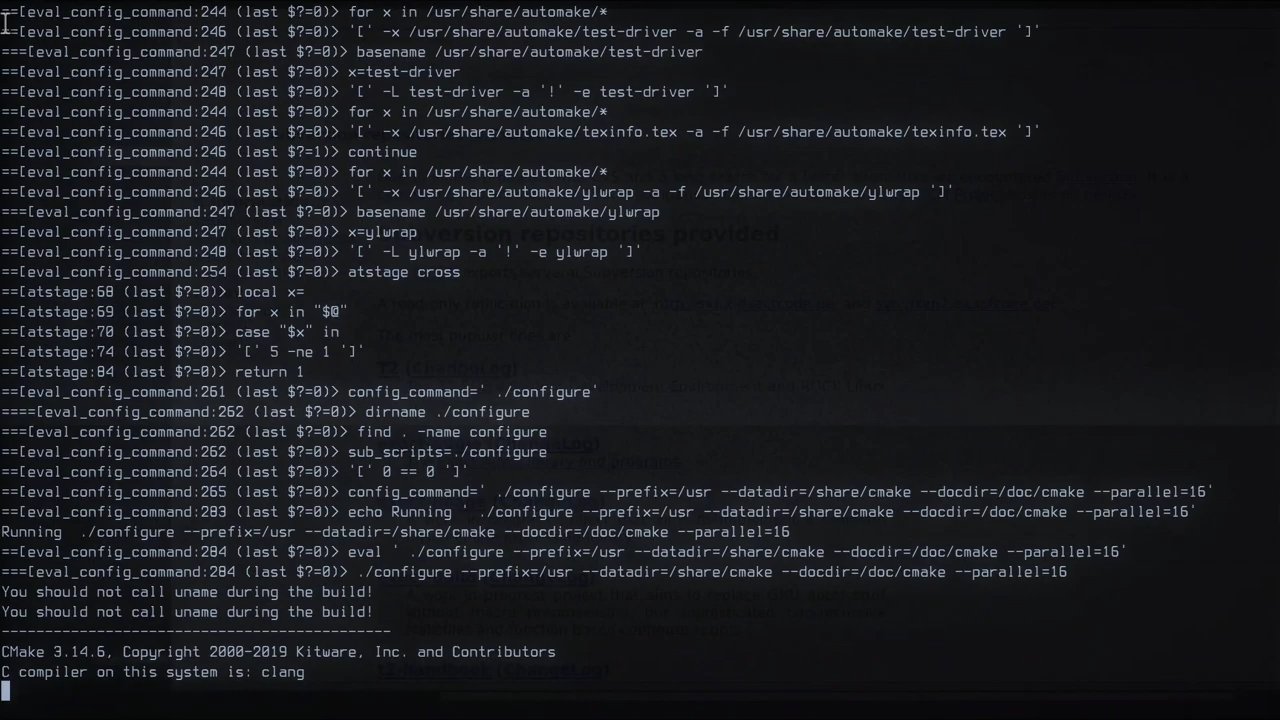 ==[eval_config_command:244 (last $?=0)> for x in /usr/share/automake/*
==[eval_config_command:246 (last $?=0)> '[' -x /usr/share/automake/test-driver -a -f /usr/share/automake/test-driver ']'
===[eval_config_command:247 (last $?=0)> basename /usr/share/automake/test-driver
==[eval_config_command:247 (last $?=0)> x=test-driver
==[eval_config_command:248 (last $?=0)> '[' -L test-driver -a '!' -e test-driver ']'
==[eval_config_command:244 (last $?=0)> for x in /usr/share/automake/*
==[eval_config_command:246 (last $?=0)> '[' -x /usr/share/automake/texinfo.tex -a -f /usr/share/automake/texinfo.tex ']'
==[eval_config_command:246 (last $?=1)> continue
==[eval_config_command:244 (last $?=0)> for x in /usr/share/automake/*
==[eval_config_command:246 (last $?=0)> '[' -x /usr/share/automake/ylwrap -a -f /usr/share/automake/ylwrap ']'
===[eval_config_command:247 (last $?=0)> basename /usr/share/automake/ylwrap
==[eval_config_command:247 (last $?=0)> x=ylwrap
version repositories provided
==[eval_config_command:248 (last $?=0)> '[' -L ylwrap -a '!' -e ylwrap ']'
==[eval_config_command:254 (last $?=0)> atstage cross
==[atstage:68 (last $?=0)> local x=
==[atstage:69 (last $?=0)> for x in "$@"
==[atstage:70 (last $?=0)> case "$x" in
The most popular ones are
==[atstage:74 (last $?=0)> '[' 5 -ne 1 ']'
==[atstage:84 (last $?=0)> return 1
T2 (ChangeLog)
==[eval_config_command:261 (last $?=0)> config_command=' ./configure'
====[eval_config_command:262 (last $?=0)> dirname ./configure
===[eval_config_command:262 (last $?=0)> find . -name configure
==[eval_config_command:262 (last $?=0)> sub_scripts=./configure
==[eval_config_command:264 (last $?=0)> '[' 0 == 0 ']'
==[eval_config_command:265 (last $?=0)> config_command=' ./configure --prefix=/usr --datadir=/share/cmake --docdir=/doc/cmake --parallel=16'
==[eval_config_command:283 (last $?=0)> echo Running ' ./configure --prefix=/usr --datadir=/share/cmake --docdir=/doc/cmake --parallel=16'
Running  ./configure --prefix=/usr --datadir=/share/cmake --docdir=/doc/cmake --parallel=16
==[eval_config_command:284 (last $?=0)> eval ' ./configure --prefix=/usr --datadir=/share/cmake --docdir=/doc/cmake --parallel=16'
===[eval_config_command:284 (last $?=0)> ./configure --prefix=/usr --datadir=/share/cmake --docdir=/doc/cmake --parallel=16
You should not call uname during the build!
You should not call uname during the build!
---------------------------------------------
CMake 3.14.6, Copyright 2000-2019 Kitware, Inc. and Contributors
C compiler on this system is: clang
T2 Handbook (ChangeLog)